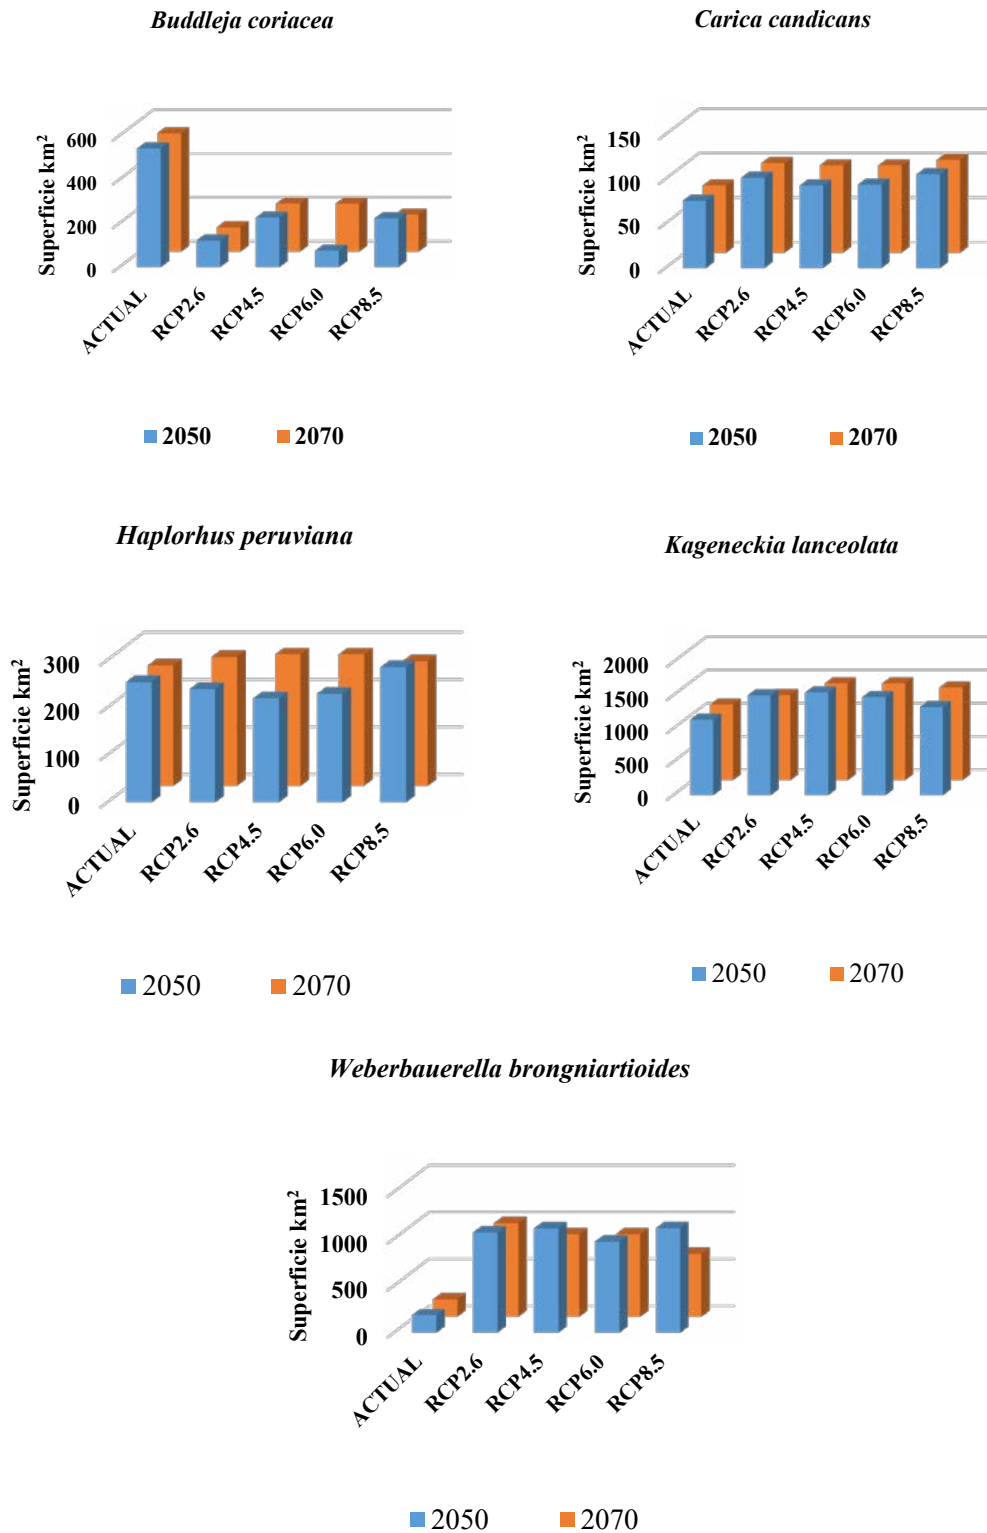 Buddleja coriacea
Superficie km²
600
400
200
0
ACTUAL
RCP2.6
RCP4.5
RCP6.0
RCP8.5
2050 2070
Carica candicans
Superficie km²
150
100
50
0
ACTUAL
RCP2.6
RCP4.5
RCP6.0
RCP8.5
2050 2070
Haplorhus peruviana
Superficie km²
300
200
100
0
ACTUAL
RCP2.6
RCP4.5
RCP6.0
RCP8.5
2050 2070
Kageneckia lanceolata
Superficie km²
2000
1500
1000
500
0
ACTUAL
RCP2.6
RCP4.5
RCP6.0
RCP8.5
2050 2070
Weberbauerella brongniartioides
Superficie km²
1500
1000
500
0
ACTUAL
RCP2.6
RCP4.5
RCP6.0
RCP8.5
2050 2070